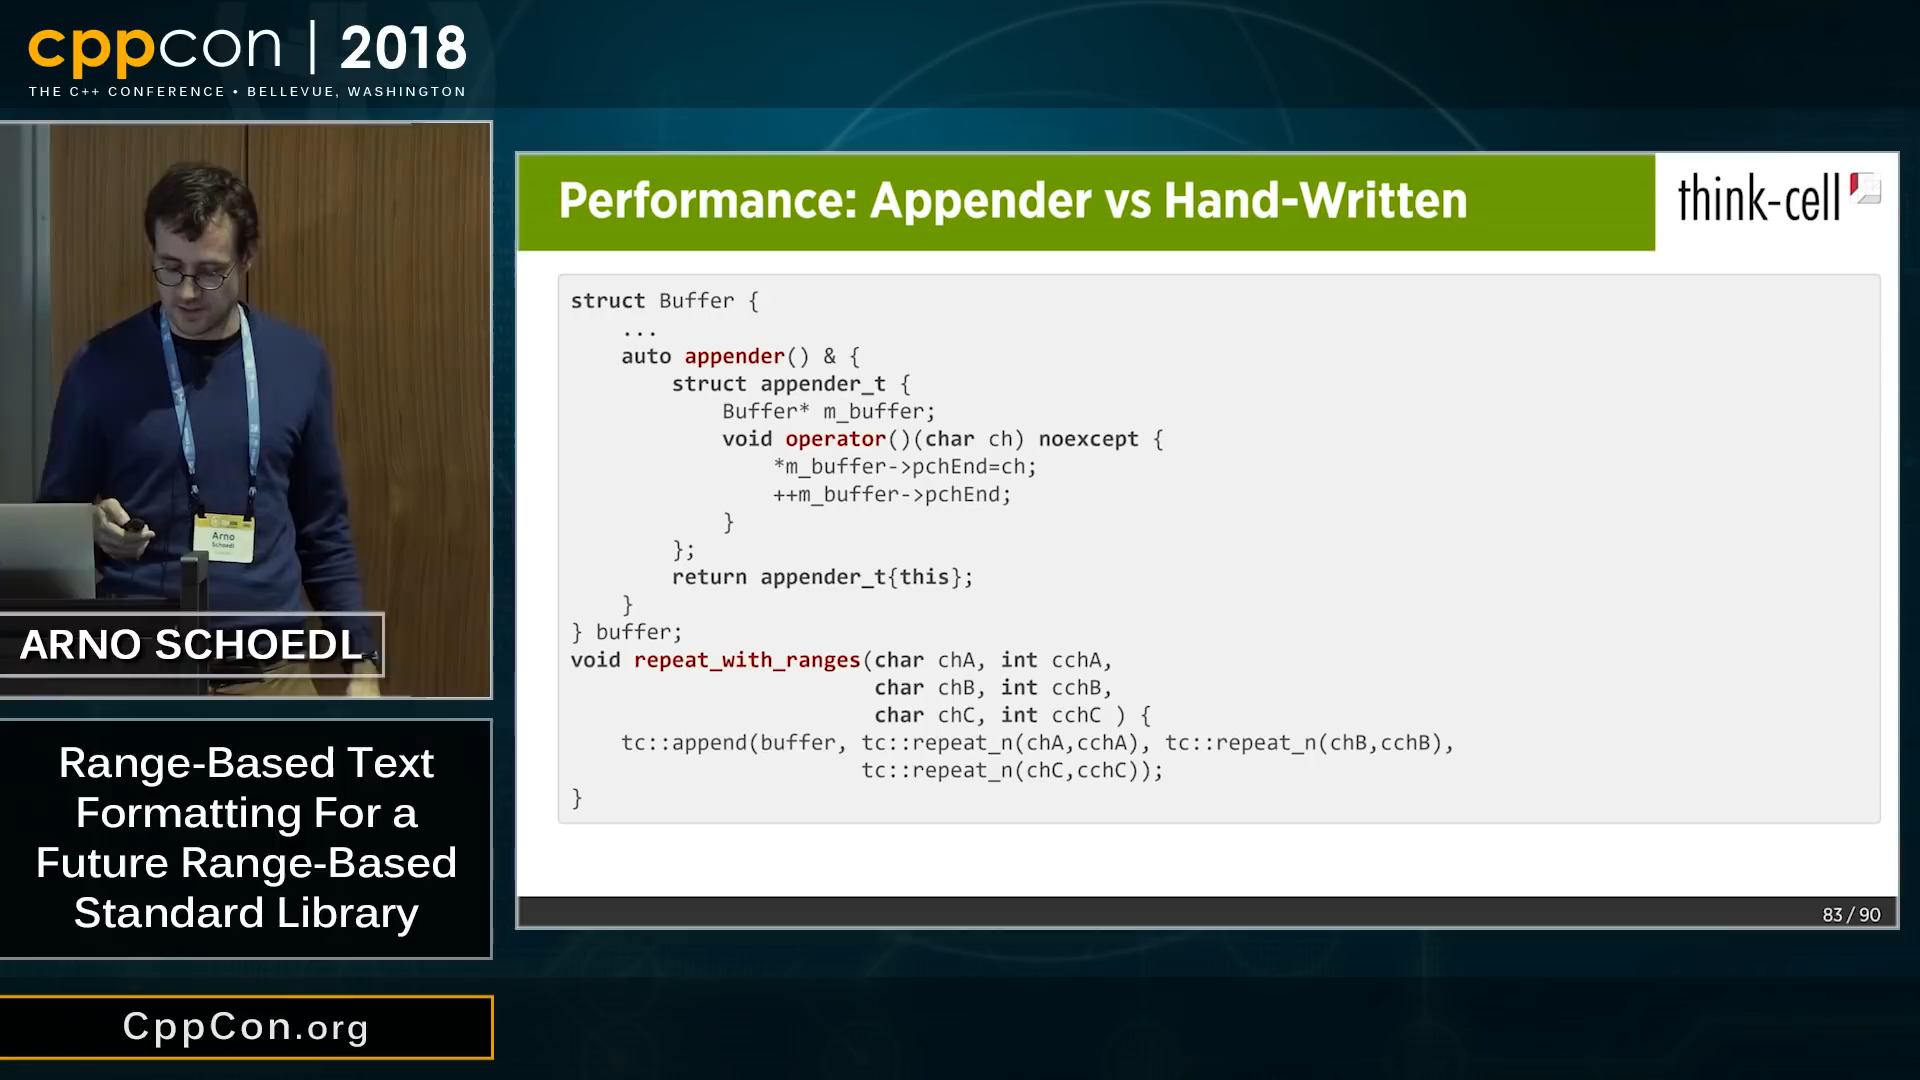 cppcon | 2018
THE C++ CONFERENCE • BELLEVUE, WASHINGTON
Arno
Schoedl
ARNO SCHOEDL
Range-Based Text
Formatting For a
Future Range-Based
Standard Library
CppCon.org
Performance: Appender vs Hand-Written
think-cell
struct Buffer {
    ...
    auto appender() & {
        struct appender_t {
            Buffer* m_buffer;
            void operator()(char ch) noexcept {
                *m_buffer->pchEnd=ch;
                ++m_buffer->pchEnd;
            }
        };
        return appender_t{this};
    }
} buffer;
void repeat_with_ranges(char chA, int cchA,
                        char chB, int cchB,
                        char chC, int cchC ) {
    tc::append(buffer, tc::repeat_n(chA,cchA), tc::repeat_n(chB,cchB),
                       tc::repeat_n(chC,cchC));
}
83 / 90